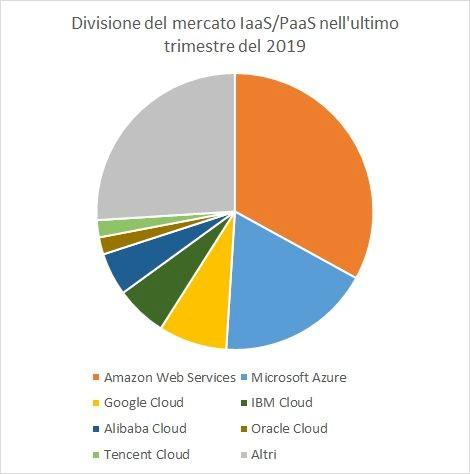 Divisione del mercato IaaS/PaaS nell'ultimo
trimestre del 2019
Amazon Web Services Microsoft Azure
Google Cloud IBM Cloud
Alibaba Cloud Oracle Cloud
Tencent Cloud Altri